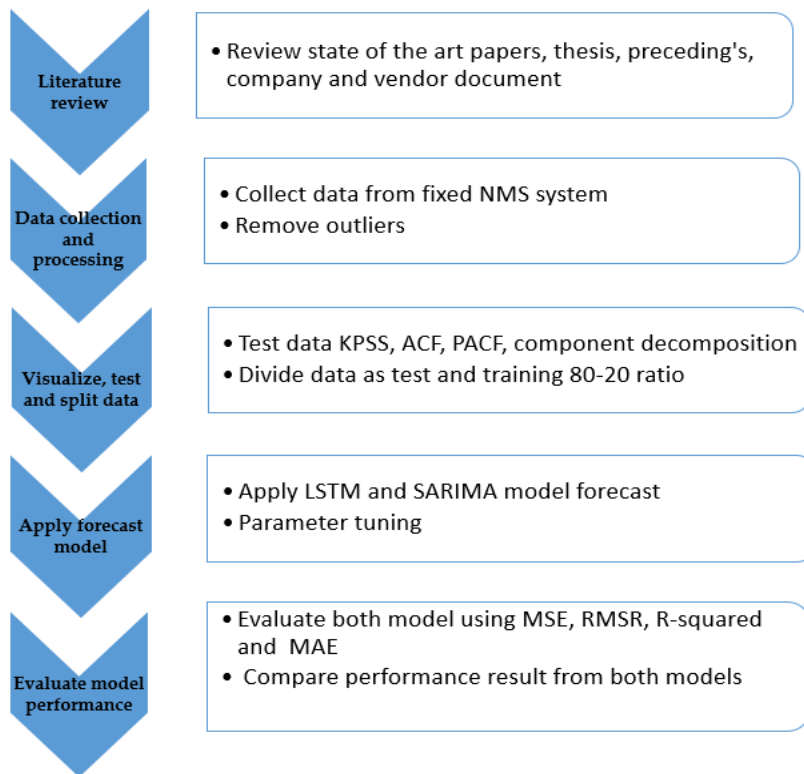 Literature
review
• Review state of the art papers, thesis, preceding's,
company and vendor document
Data collection
and
processing
• Collect data from fixed NMS system
• Remove outliers
Visualize, test
and split data
• Test data KPSS, ACF, PACF, component decomposition
• Divide data as test and training 80-20 ratio
Apply forecast
model
• Apply LSTM and SARIMA model forecast
• Parameter tuning
Evaluate model
performance
• Evaluate both model using MSE, RMSR, R-squared
and MAE
• Compare performance result from both models